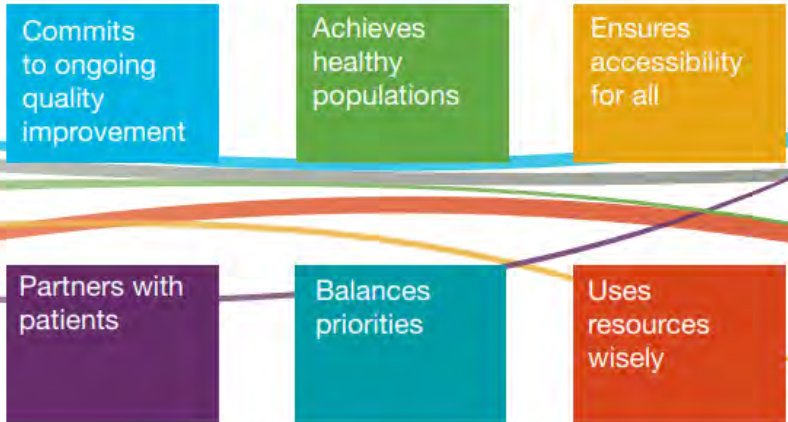 Commits
to ongoing
quality
improvement
Achieves
healthy
populations
Ensures
accessibility
for all
Partners with
patients
Balances
priorities
Uses
resources
wisely